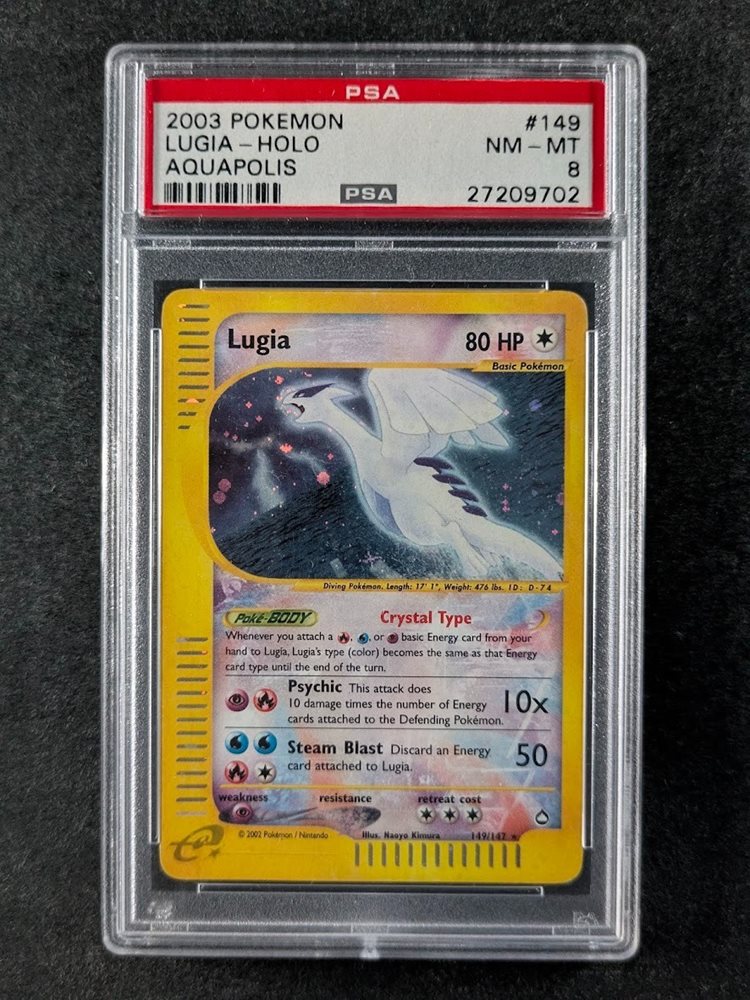 PSA
2003 POKEMON #149
LUGIA - HOLO NM - MT
AQUAPOLIS 8
PSA 27209702
Lugia 80 HP
Basic Pokémon
Diving Pokémon. Length: 17' 1", Weight: 476 lbs. ID: D-74
Poké-BODY Crystal Type
Whenever you attach a , , or basic Energy card from your
hand to Lugia, Lugia's type (color) becomes the same as that Energy
card type until the end of the turn.
Psychic This attack does
10 damage times the number of Energy
cards attached to the Defending Pokémon.
10x
Steam Blast Discard an Energy
card attached to Lugia.
50
weakness resistance retreat cost
© 2002 Pokémon / Nintendo Illus. Naoyo Kimura 149/147
e